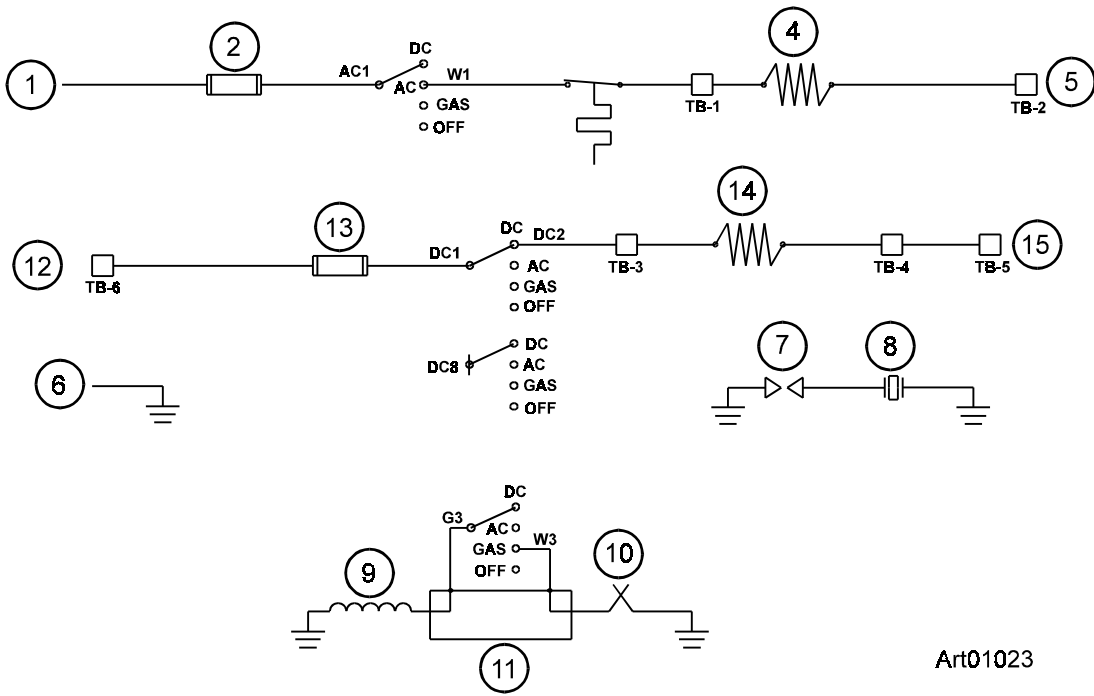 2
4
DC
1
AC1
AC
W1
5
GAS
TB-1
TB-2
OFF
13
14
DC
DC2
12
DC1
15
AC
TB-6
TB-3
TB-4
TB-5
GAS
OFF
7
8
DC
6
DC8
AC
GAS
OFF
DC
G3
AC
W3
GAS
10
9
OFF
11
Art01023